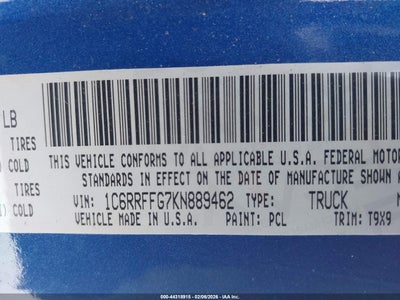 LB
TIRES
COLD
TIRES
COLD
THIS VEHICLE CONFORMS TO ALL APPLICABLE U.S.A. FEDERAL MOTOR
STANDARDS IN EFFECT ON THE DATE OF MANUFACTURE SHOWN
VIN: 1C6RRFFG7KN889462 TYPE: TRUCK
VEHICLE MADE IN U.S.A. PAINT: PCL TRIM: T9X9
000-44318915 - 02/06/2026 - IAA Inc.